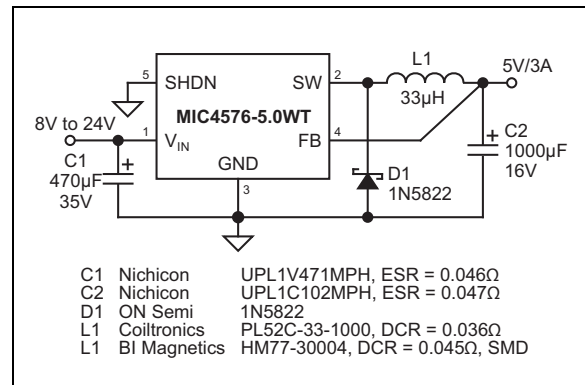 L1
5V/3A
5 SHDN SW 2
33µH
MIC4576-5.0WT
8V to 24V
1 VIN FB 4
C1
470µF
35V
GND
3
D1
1N5822
C2
1000µF
16V
+
+
C1 Nichicon UPL1V471MPH, ESR = 0.046Ω
C2 Nichicon UPL1C102MPH, ESR = 0.047Ω
D1 ON Semi 1N5822
L1 Coiltronics PL52C-33-1000, DCR = 0.036Ω
L1 BI Magnetics HM77-30004, DCR = 0.045Ω, SMD